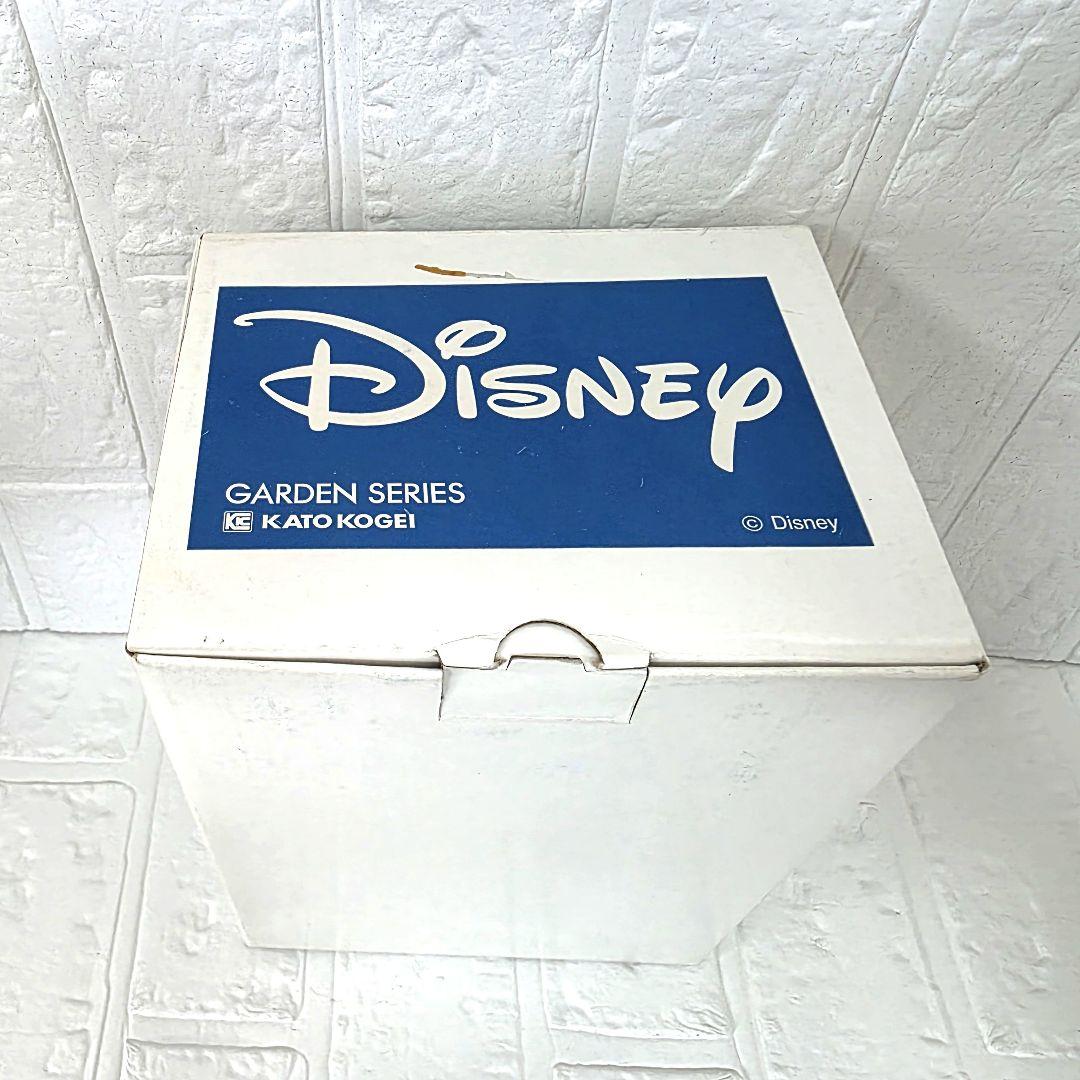 Disney
GARDEN SERIES
KC KATO KOGEI
© Disney